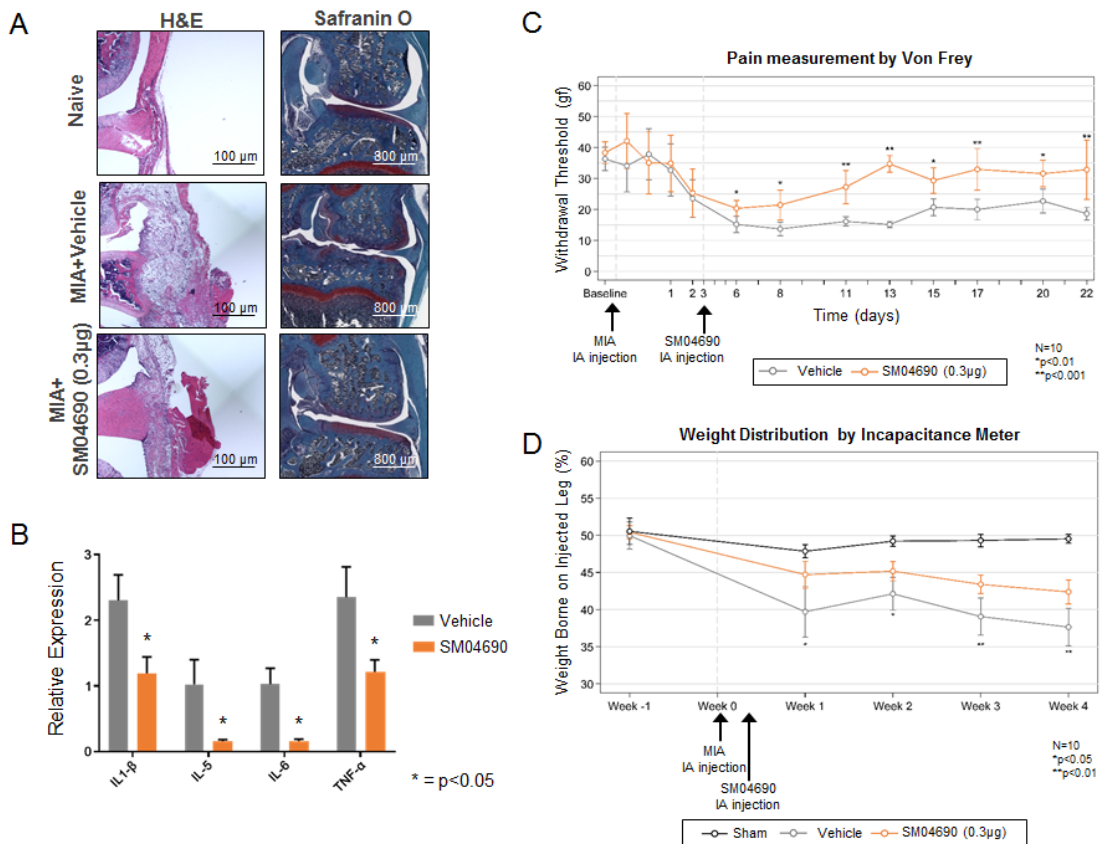 A
H&E
Safranin O
Naive
100 µm
800 µm
MIA+Vehicle
100 µm
800 µm
MIA+
SM04690 (0.3µg)
100 µm
800 µm
B
Relative Expression
3
2
1
0
IL1-β
IL-5
IL-6
TNF-α
Vehicle
SM04690
*
*
*
*
* = p<0.05
C
Pain measurement by Von Frey
Withdrawal Threshold (gf)
60
50
40
30
20
10
0
*
*
**
**
*
**
*
**
Baseline 1 2 3 6 8 11 13 15 17 20 22
Time (days)
MIA
IA injection
SM04690
IA injection
Vehicle
SM04690 (0.3µg)
N=10
*p<0.01
**p<0.001
D
Weight Distribution by Incapacitance Meter
Weight Borne on Injected Leg (%)
60
55
50
45
40
35
30
*
*
**
**
Week -1 Week 0 Week 1 Week 2 Week 3 Week 4
MIA
IA injection
SM04690
IA injection
N=10
*p<0.05
**p<0.01
Sham
Vehicle
SM04690 (0.3µg)